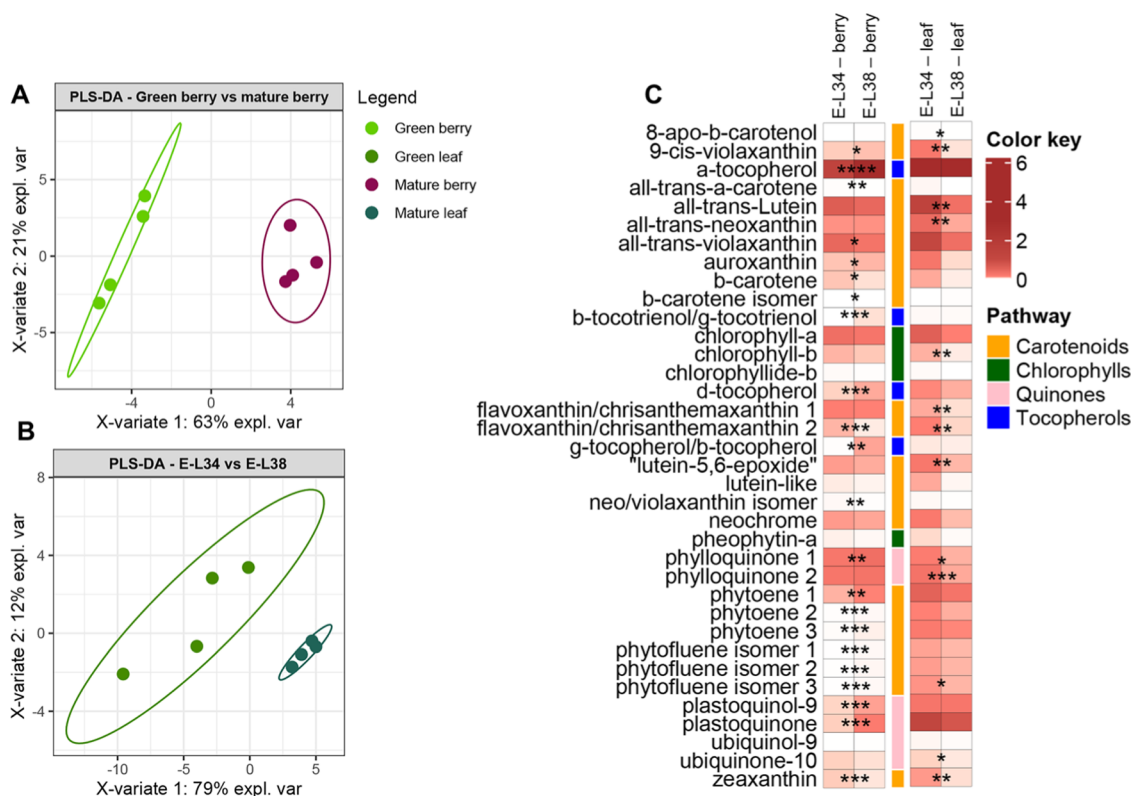 A
PLS-DA - Green berry vs mature berry
X-variate 2: 21% expl. var
5
0
-5
-4
0
4
X-variate 1: 63% expl. var
Legend
Green berry
Green leaf
Mature berry
Mature leaf
B
PLS-DA - E-L34 vs E-L38
X-variate 2: 12% expl. var
8
4
0
-4
-10
-5
0
5
X-variate 1: 79% expl. var
C
E-L34 – berry
E-L38 – berry
E-L34 – leaf
E-L38 – leaf
8-apo-b-carotenol *
9-cis-violaxanthin * **
a-tocopherol ****
all-trans-a-carotene **
all-trans-Lutein **
all-trans-neoxanthin **
all-trans-violaxanthin *
auroxanthin *
b-carotene *
b-carotene isomer *
b-tocotrienol/g-tocotrienol ***
chlorophyll-a
chlorophyll-b **
chlorophyllide-b
d-tocopherol ***
flavoxanthin/chrisanthemaxanthin 1 **
flavoxanthin/chrisanthemaxanthin 2 *** **
g-tocopherol/b-tocopherol **
"lutein-5,6-epoxide" **
lutein-like
neo/violaxanthin isomer **
neochrome
pheophytin-a
phylloquinone 1 ** *
phylloquinone 2 ***
phytoene 1 **
phytoene 2 ***
phytoene 3 ***
phytofluene isomer 1 ***
phytofluene isomer 2 ***
phytofluene isomer 3 *** *
plastoquinol-9 ***
plastoquinone ***
ubiquinol-9
ubiquinone-10 *
zeaxanthin *** **
Color key
6
4
2
0
Pathway
Carotenoids
Chlorophylls
Quinones
Tocopherols